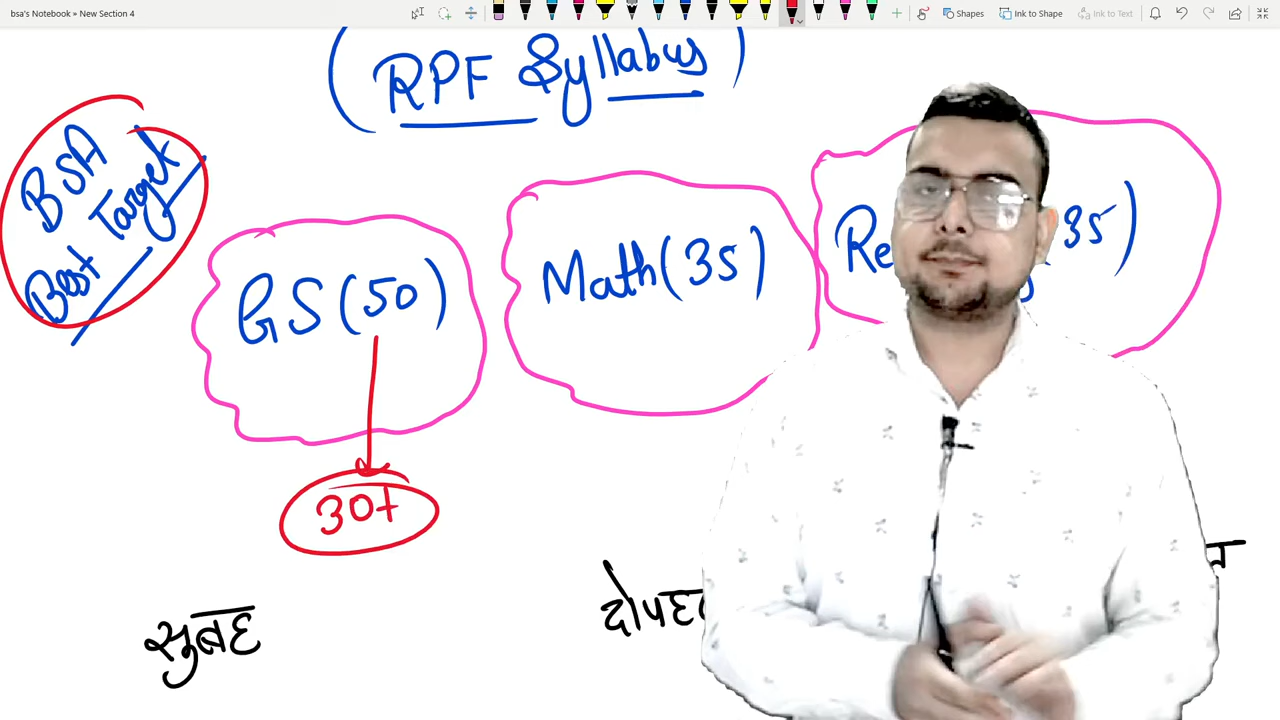 bsa's Notebook » New Section 4
Shapes
Ink to Shape
Ink to Text
(RPF Syllabus)
BSA
Best Target
GS (50)
Math (35)
35)
30+
सुबह